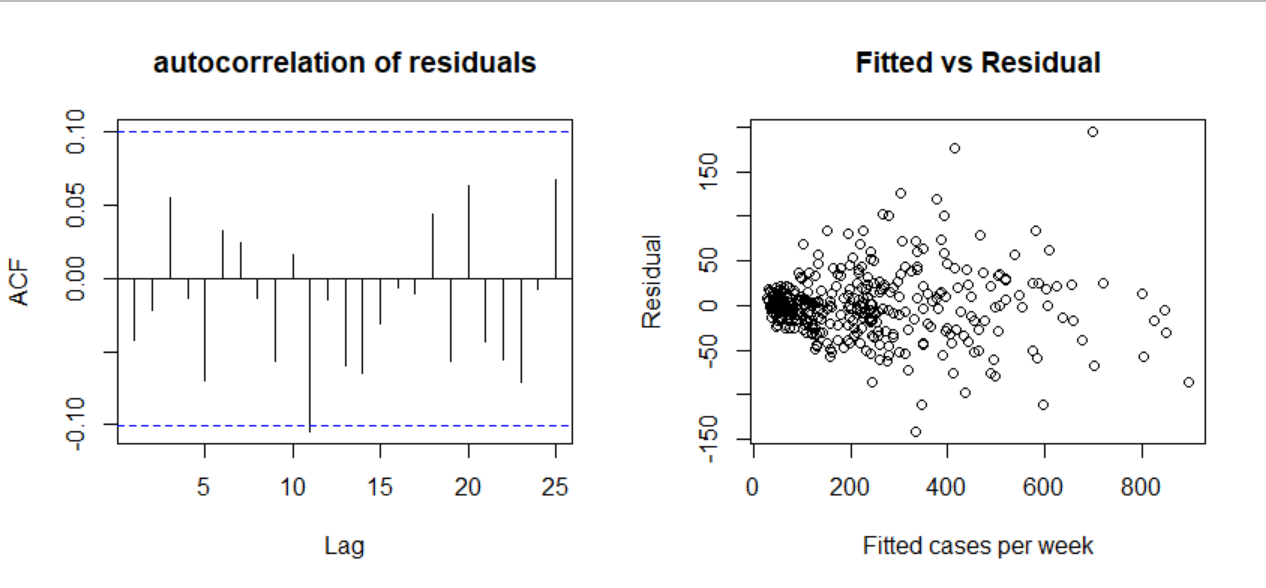 autocorrelation of residuals
ACF
0.10
0.05
0.00
-0.10
5 10 15 20 25
Lag
Fitted vs Residual
Residual
150
50
0
-50
-150
0 200 400 600 800
Fitted cases per week